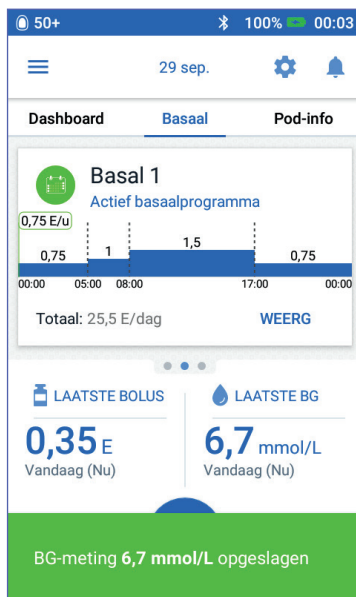 50+ 100% 00:03
29 sep.
Dashboard Basaal Pod-info
Basal 1
Actief basaalprogramma
0,75 E/u
0,75 1 1,5 0,75
00:00 05:00 08:00 17:00 00:00
Totaal: 25,5 E/dag WEERG
LAATSTE BOLUS LAATSTE BG
0,35 E 6,7 mmol/L
Vandaag (Nu) Vandaag (Nu)
BG-meting 6,7 mmol/L opgeslagen